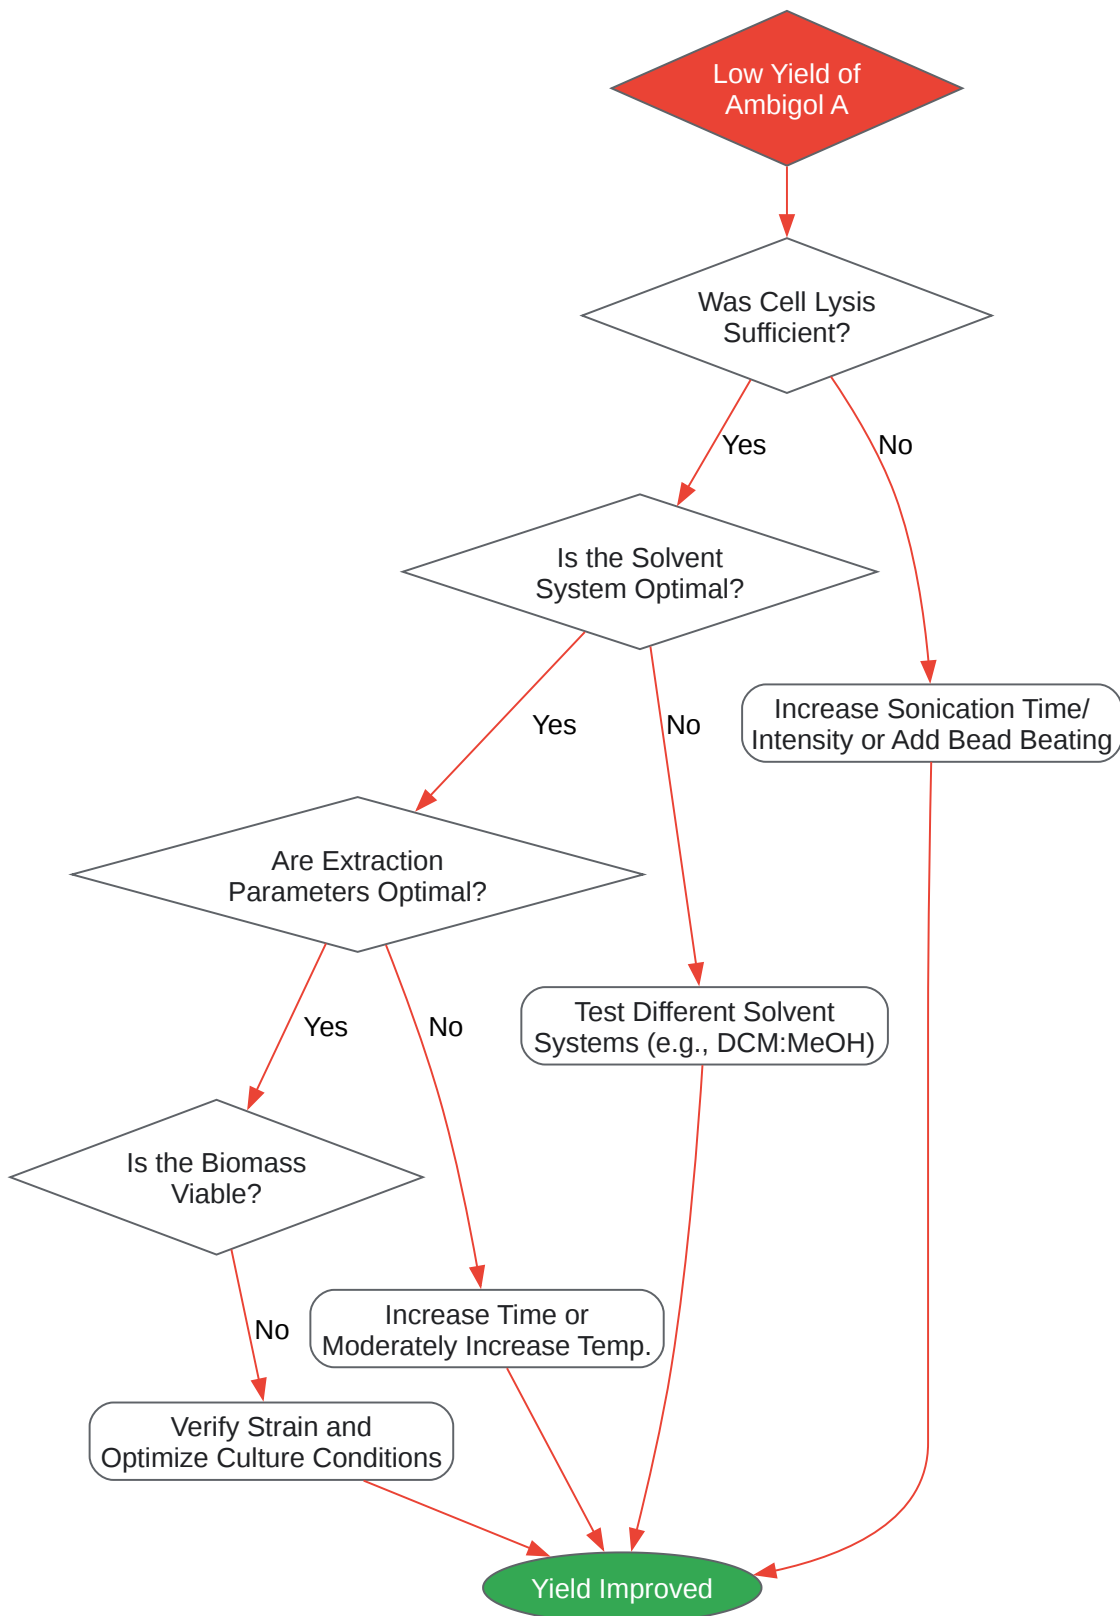 Low Yield of
Ambigol A
Was Cell Lysis
Sufficient?
Yes
No
Is the Solvent
System Optimal?
Yes
No
Increase Sonication Time/
Intensity or Add Bead Beating
Are Extraction
Parameters Optimal?
Yes
No
Test Different Solvent
Systems (e.g., DCM:MeOH)
Is the Biomass
Viable?
No
Increase Time or
Moderately Increase Temp.
Verify Strain and
Optimize Culture Conditions
Yield Improved